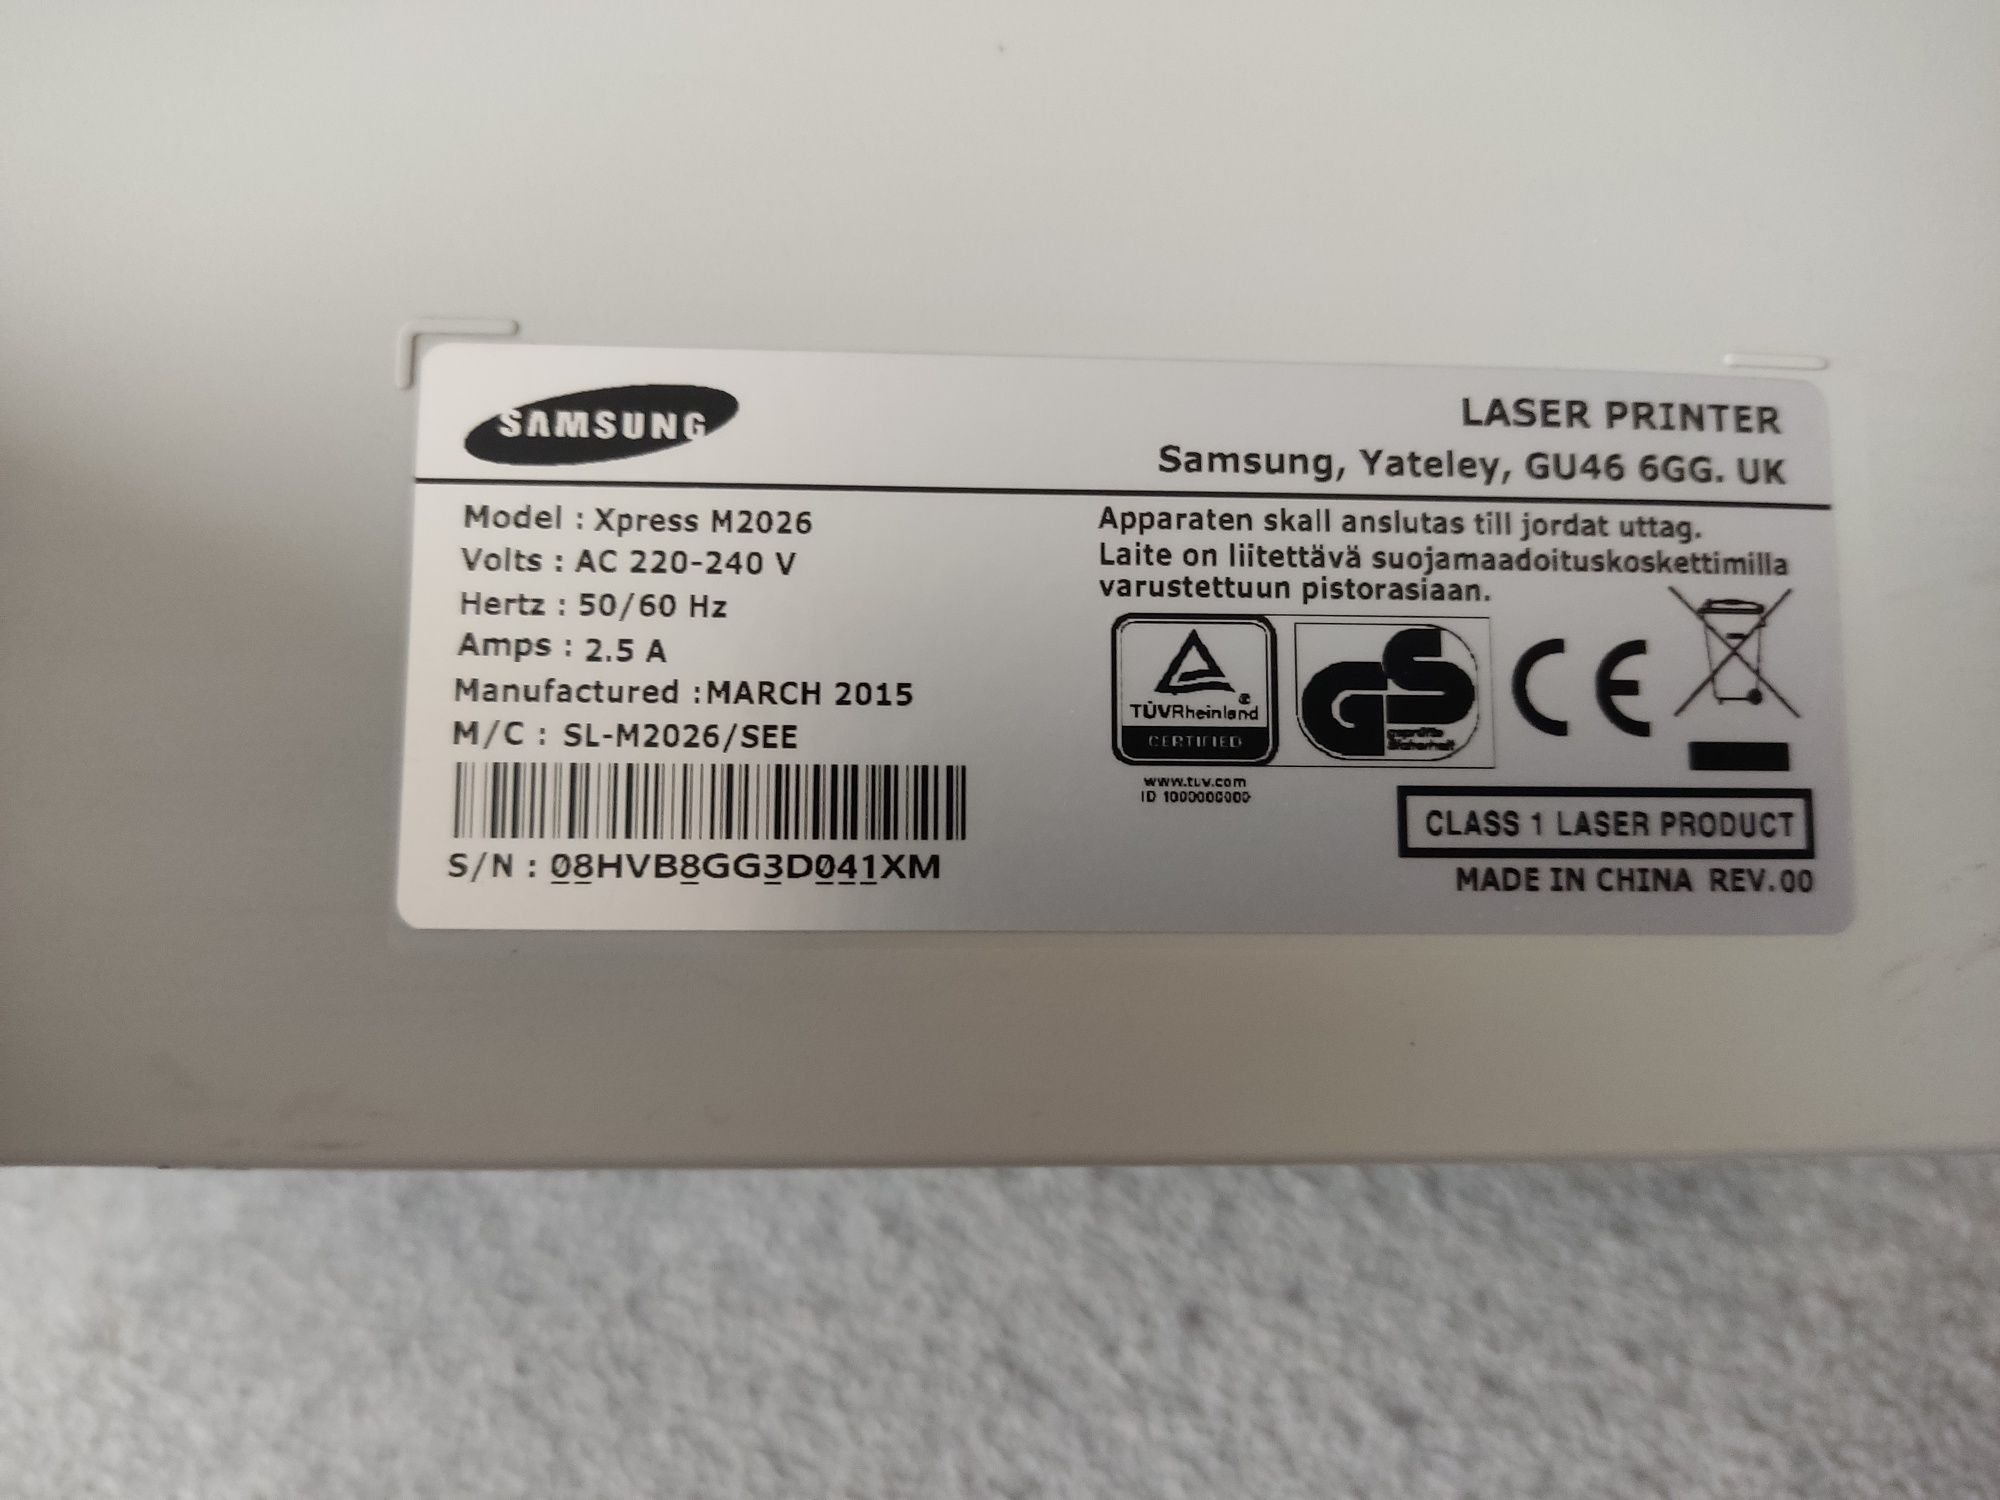 SAMSUNG
LASER PRINTER
Samsung, Yateley, GU46 6GG. UK
Model : Xpress M2026
Volts : AC 220-240 V
Hertz : 50/60 Hz
Amps : 2.5 A
Manufactured :MARCH 2015
M/C : SL-M2026/SEE
S/N : 08HVB8GG3D041XM
Apparaten skall anslutas till jordat uttag.
Laite on liitettävä suojamaadoituskoskettimilla
varustettuun pistorasiaan.
TÜVRheinland
CERTIFIED
www.tuv.com
ID 1000000000
GS
geprüfte
Sicherheit
CE
CLASS 1 LASER PRODUCT
MADE IN CHINA REV.00